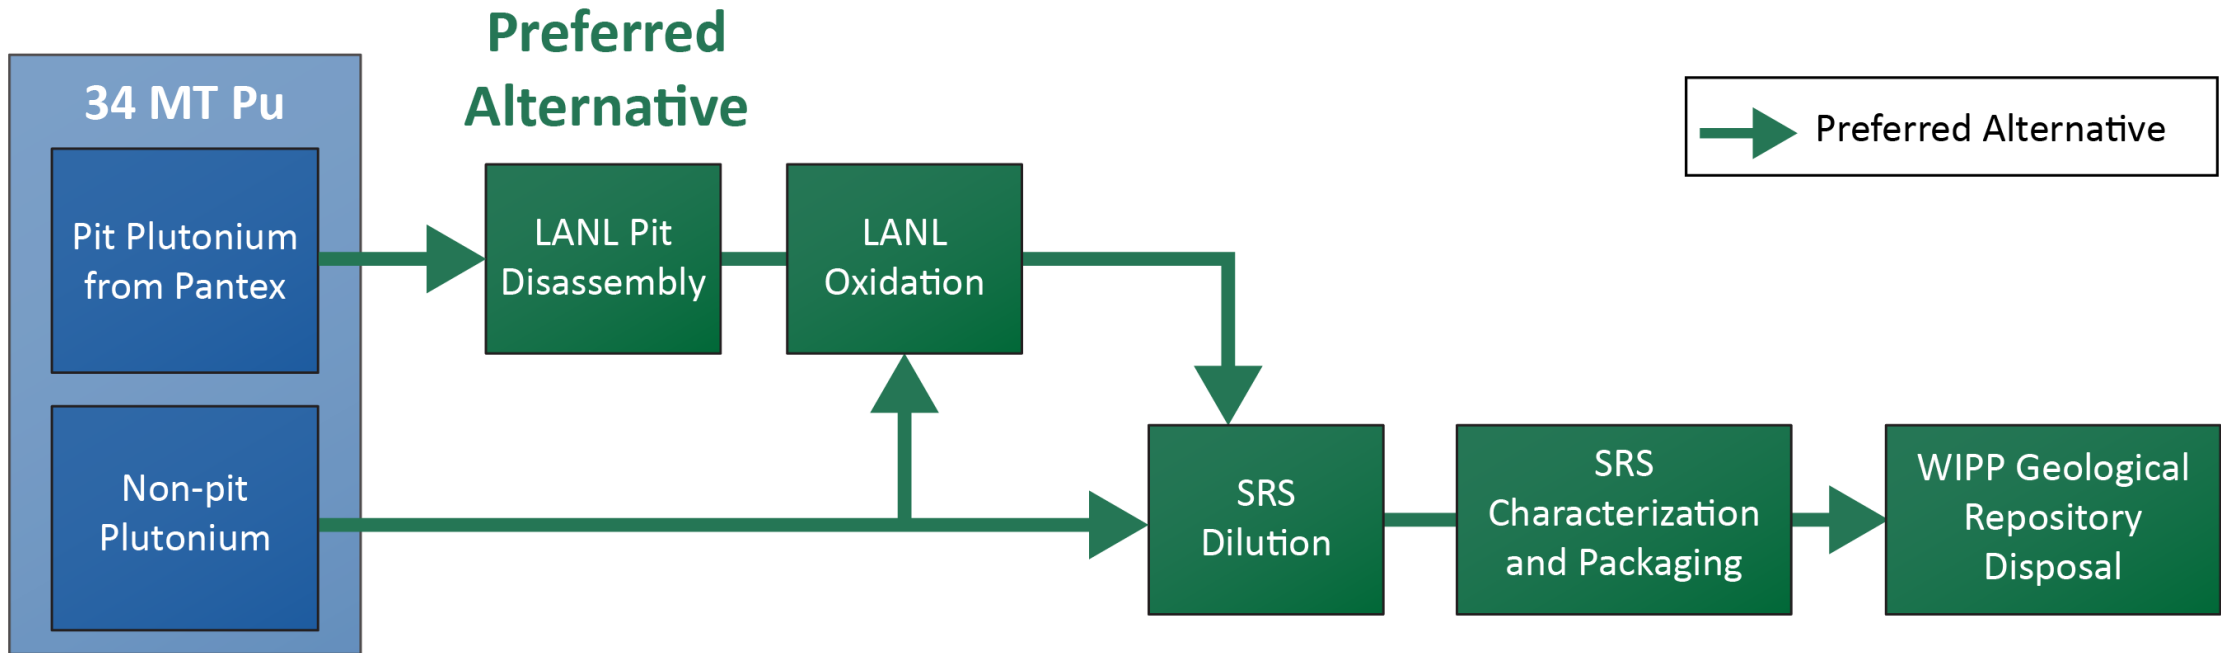 Preferred
Alternative
34 MT Pu
Preferred Alternative
Pit Plutonium
from Pantex
LANL Pit
Disassembly
LANL
Oxidation
Non-pit
Plutonium
SRS
Dilution
SRS
Characterization
and Packaging
WIPP Geological
Repository
Disposal